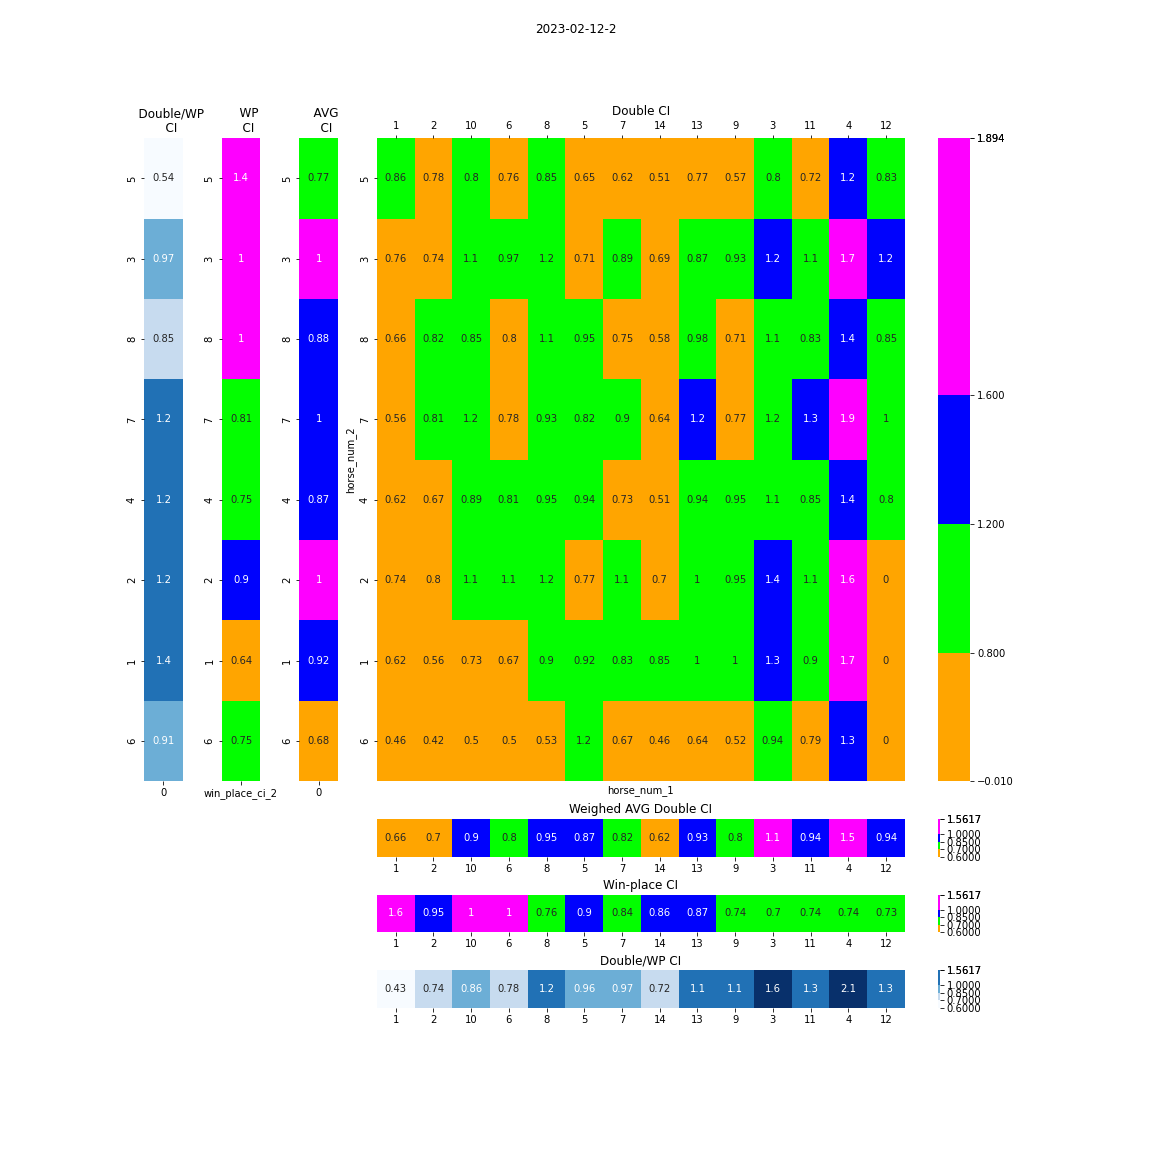 2023-02-12-2
Double/WP CI
WP CI
AVG CI
Double CI
1 2 10 6 8 5 7 14 13 9 3 11 4 12
1.894
5 0.54 5 1.4 5 0.77 5 0.86 0.78 0.8 0.76 0.85 0.65 0.62 0.51 0.77 0.57 0.8 0.72 1.2 0.83
3 0.97 3 1 3 1 3 0.76 0.74 1.1 0.97 1.2 0.71 0.89 0.69 0.87 0.93 1.2 1.1 1.7 1.2
8 0.85 8 1 8 0.88 8 0.66 0.82 0.85 0.8 1.1 0.95 0.75 0.58 0.98 0.71 1.1 0.83 1.4 0.85
1.600
7 1.2 7 0.81 7 1 7 0.56 0.81 1.2 0.78 0.93 0.82 0.9 0.64 1.2 0.77 1.2 1.3 1.9 1
horse_num_2
4 1.2 4 0.75 4 0.87 4 0.62 0.67 0.89 0.81 0.95 0.94 0.73 0.51 0.94 0.95 1.1 0.85 1.4 0.8
1.200
2 1.2 2 0.9 2 1 2 0.74 0.8 1.1 1.1 1.2 0.77 1.1 0.7 1 0.95 1.4 1.1 1.6 0
0.800
1 1.4 1 0.64 1 0.92 1 0.62 0.56 0.73 0.67 0.9 0.92 0.83 0.85 1 1 1.3 0.9 1.7 0
6 0.91 6 0.75 6 0.68 6 0.46 0.42 0.5 0.5 0.53 1.2 0.67 0.46 0.64 0.52 0.94 0.79 1.3 0
−0.010
0 win_place_ci_2 0 horse_num_1
Weighed AVG Double CI
0.66 0.7 0.9 0.8 0.95 0.87 0.82 0.62 0.93 0.8 1.1 0.94 1.5 0.94
1 2 10 6 8 5 7 14 13 9 3 11 4 12
1.5617
1.0000
0.8500
0.7000
0.6000
Win-place CI
1.6 0.95 1 1 0.76 0.9 0.84 0.86 0.87 0.74 0.7 0.74 0.74 0.73
1 2 10 6 8 5 7 14 13 9 3 11 4 12
1.5617
1.0000
0.8500
0.7000
0.6000
Double/WP CI
0.43 0.74 0.86 0.78 1.2 0.96 0.97 0.72 1.1 1.1 1.6 1.3 2.1 1.3
1 2 10 6 8 5 7 14 13 9 3 11 4 12
1.5617
1.0000
0.8500
0.7000
0.6000